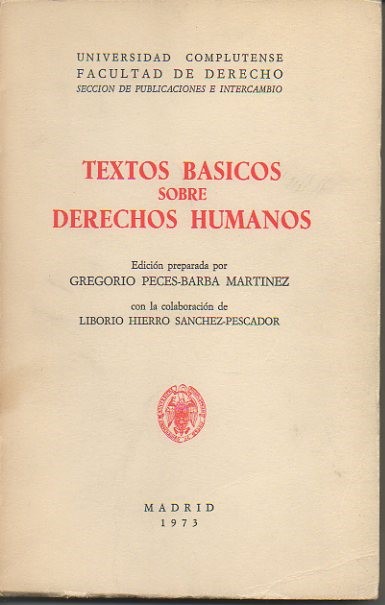 UNIVERSIDAD COMPLUTENSE
FACULTAD DE DERECHO
SECCION DE PUBLICACIONES E INTERCAMBIO
TEXTOS BASICOS
SOBRE
DERECHOS HUMANOS
Edición preparada por
GREGORIO PECES-BARBA MARTINEZ
con la colaboración de
LIBORIO HIERRO SANCHEZ-PESCADOR
MADRID
1973